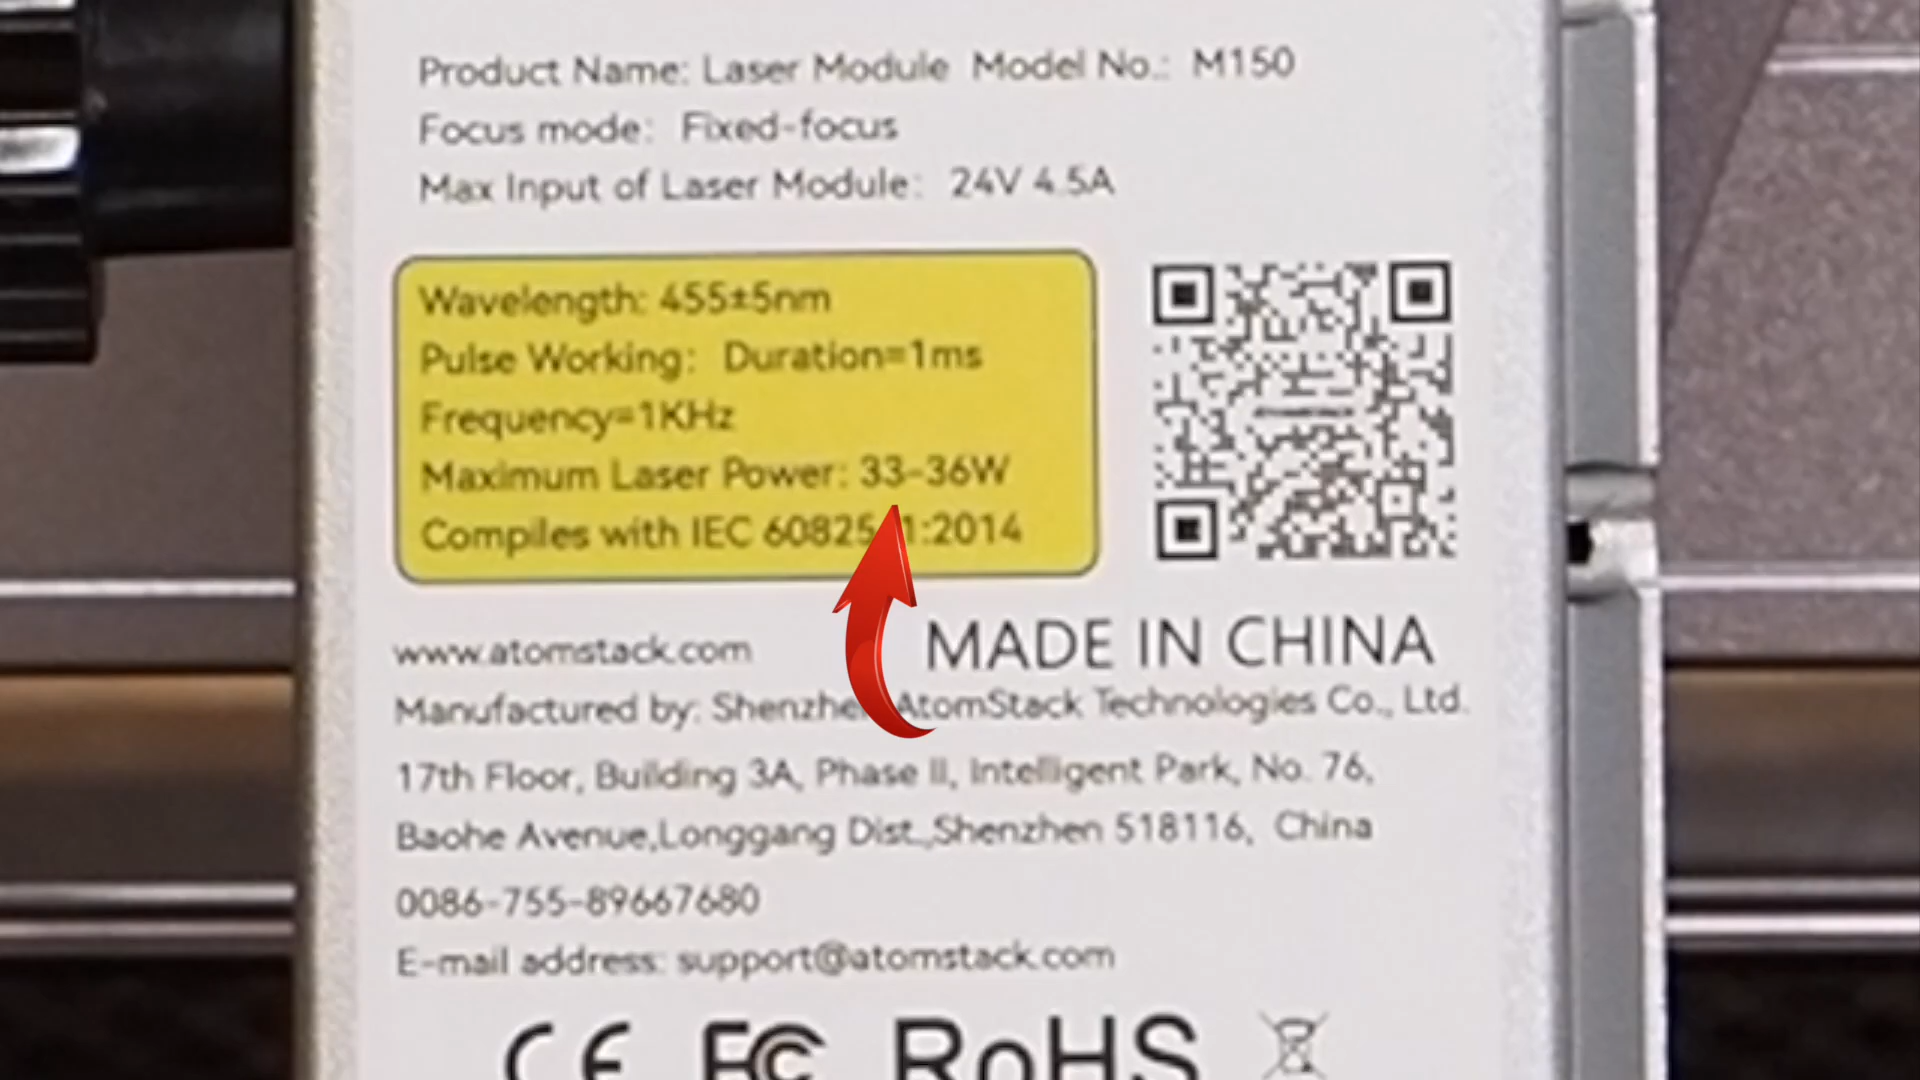 Product Name: Laser Module Model No.: M150
Focus mode: Fixed-focus
Max Input of Laser Module: 24V 4.5A
Wavelength: 455±5nm
Pulse Working: Duration=1ms
Frequency=1KHz
Maximum Laser Power: 33-36W
Compiles with IEC 60825 1:2014
MADE IN CHINA
www.atomstack.com
Manufactured by: Shenzhen AtomStack Technologies Co., Ltd.
17th Floor, Building 3A, Phase II, Intelligent Park, No. 76,
Baohe Avenue,Longgang Dist.,Shenzhen 518116, China
0086-755-89667680
E-mail address: support@atomstack.com
CE FC RoHS